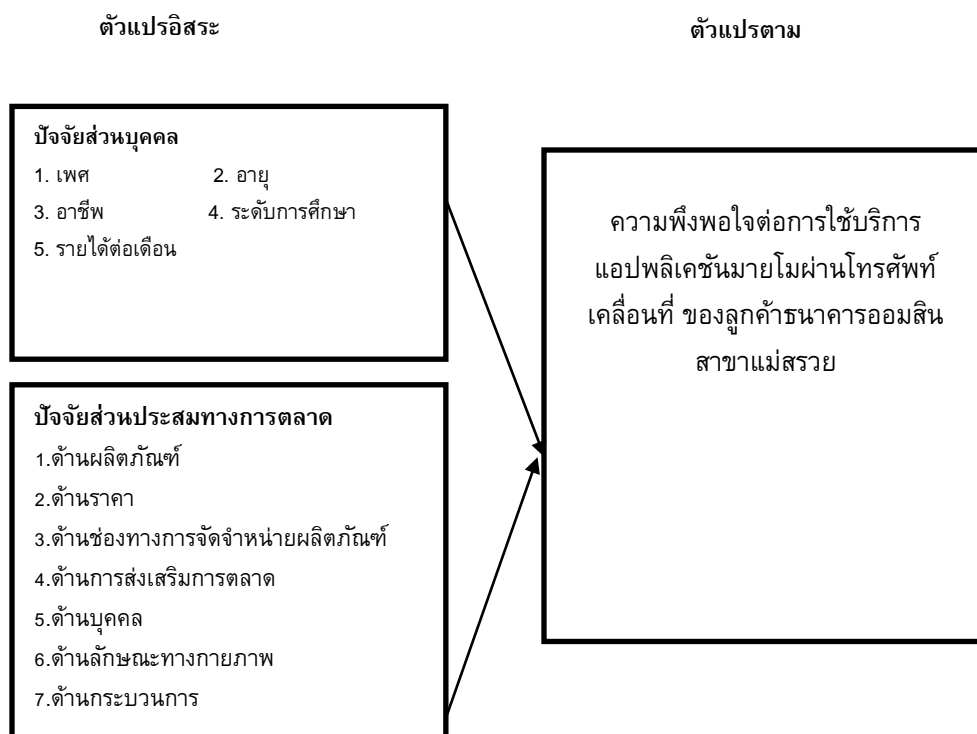 ตัวแปรอิสระ
ตัวแปรตาม
ปัจจัยส่วนบุคคล
1. เพศ 2. อายุ
3. อาชีพ 4. ระดับการศึกษา
5. รายได้ต่อเดือน
ปัจจัยส่วนประสมทางการตลาด
1.ด้านผลิตภัณฑ์
2.ด้านราคา
3.ด้านช่องทางการจัดจำหน่ายผลิตภัณฑ์
4.ด้านการส่งเสริมการตลาด
5.ด้านบุคคล
6.ด้านลักษณะทางกายภาพ
7.ด้านกระบวนการ
ความพึงพอใจต่อการใช้บริการ
แอปพลิเคชันมายโมผ่านโทรศัพท์
เคลื่อนที่ ของลูกค้าธนาคารออมสิน
สาขาแม่สรวย